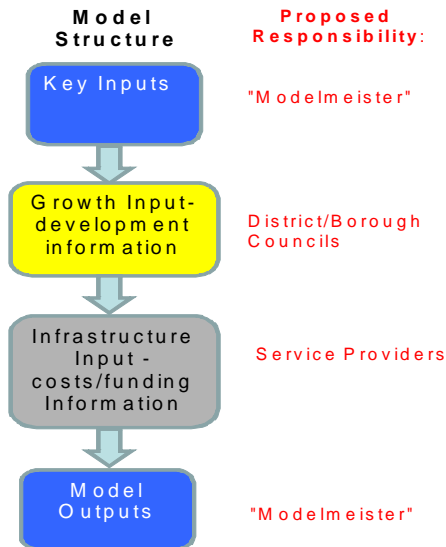 Model
Structure
Proposed
Responsibility:
Key Inputs
"Modelmeister"
Growth Input-
development
information
District/Borough
Councils
Infrastructure
Input -
costs/funding
Information
Service Providers
Model
Outputs
"Modelmeister"